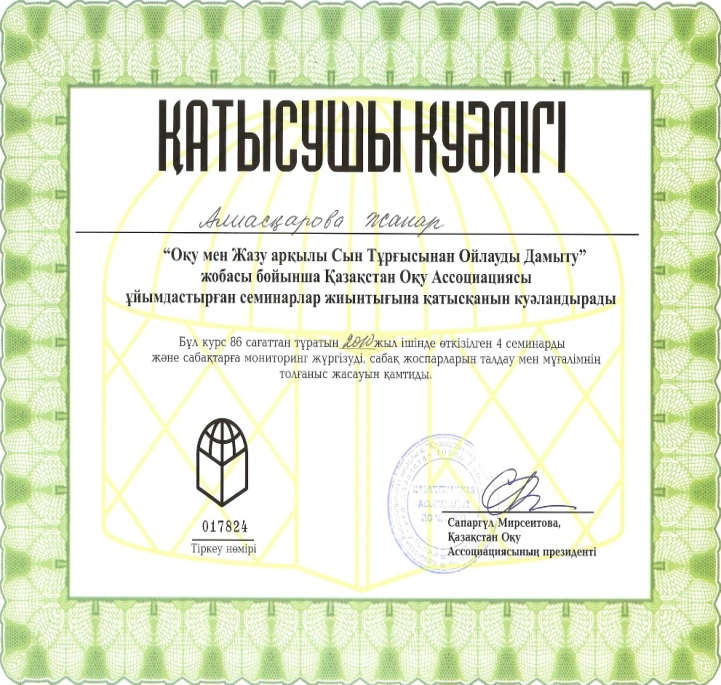 ҚАТЫСУШЫ КУӘЛІГІ
Алиасқарова Жанар
“Оқу мен Жазу арқылы Сын Тұрғысынан Ойлауды Дамыту”
жобасы бойынша Қазақстан Оқу Ассоциациясы
ұйымдастырған семинарлар жиынтығына қатысқанын куәландырады
Бұл курс 86 сағаттан тұратын 2010 жыл ішінде өткізілген 4 семинарды
және сабақтарға мониторинг жүргізуді, сабақ жоспарларын талдау мен мұғалімнің
толғаныс жасауын қамтиды.
017824
Тіркеу нөмірі
Сапаргүл Мирсеитова,
Қазақстан Оқу
Ассоциациясының президенті